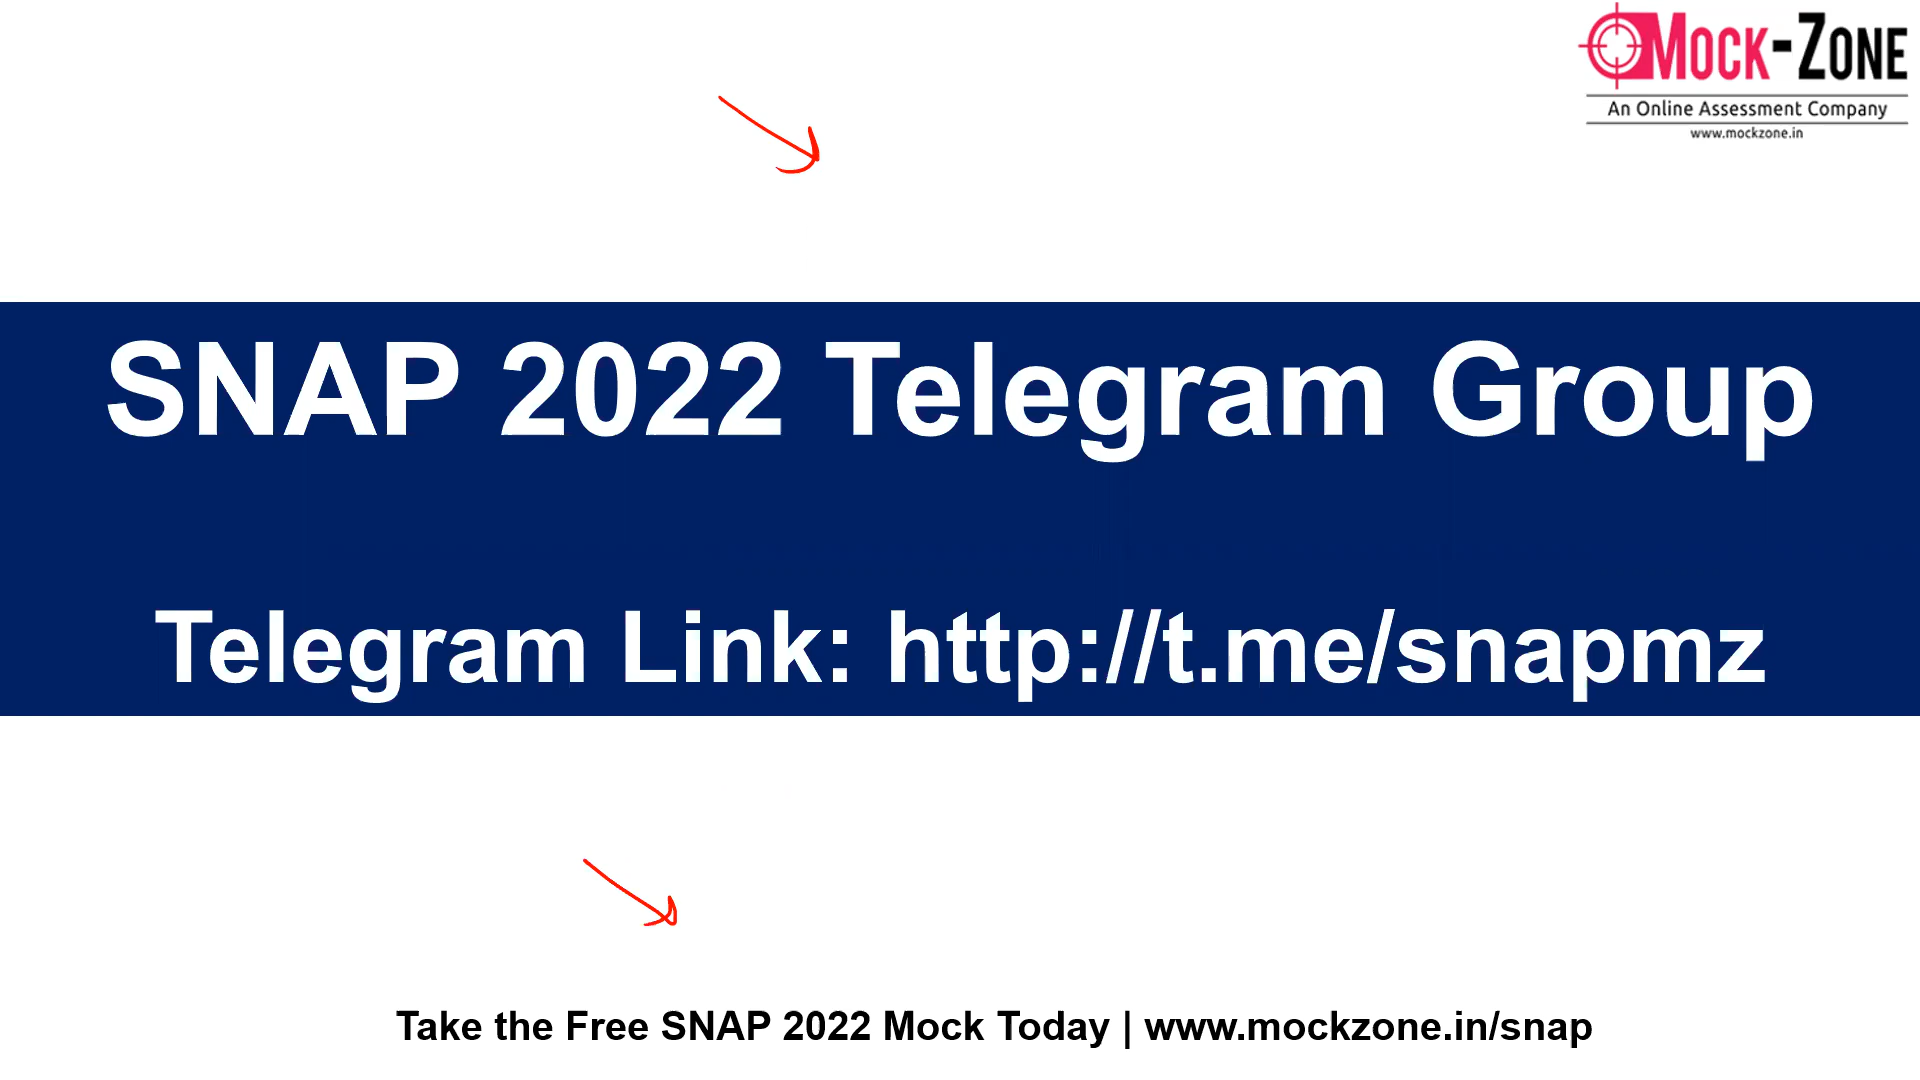 Mock-Zone
An Online Assessment Company
www.mockzone.in
SNAP 2022 Telegram Group
Telegram Link: http://t.me/snapmz
Take the Free SNAP 2022 Mock Today | www.mockzone.in/snap